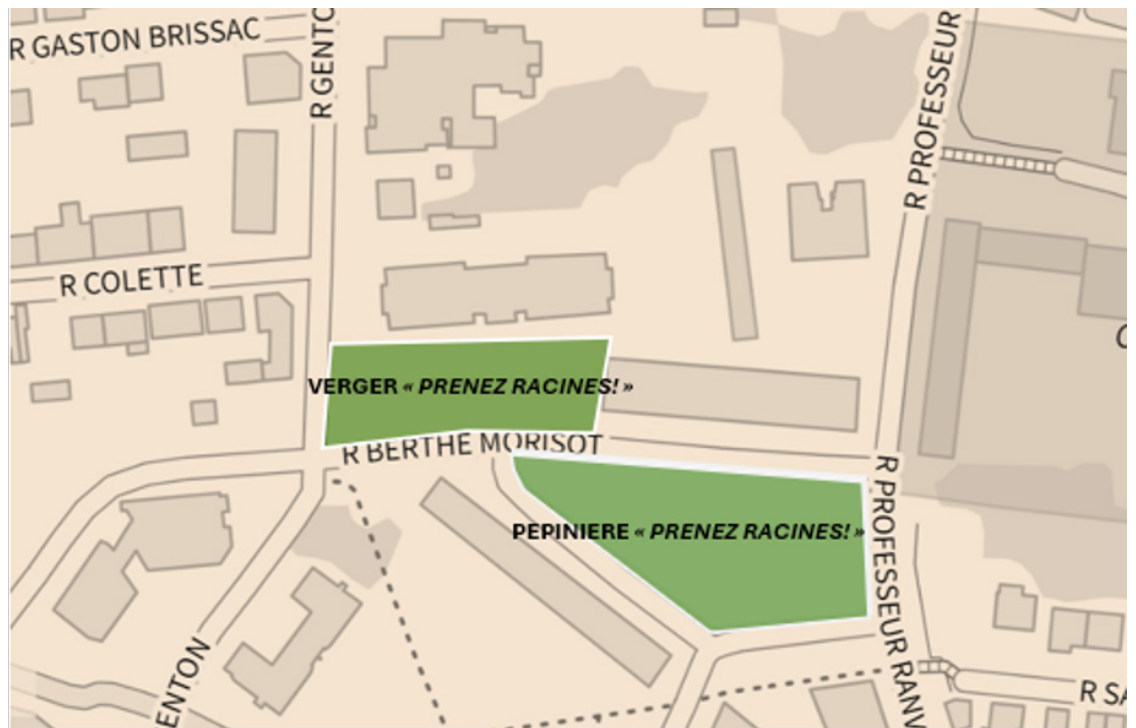 R GASTON BRISSAC
R GENTO
R PROFESSEUR
R COLETTE
VERGER « PRENEZ RACINES! »
R BERTHE MORISOT
PEPINIERE « PRENEZ RACINES! »
R PROFESSEUR RANV
ENTON
R SA